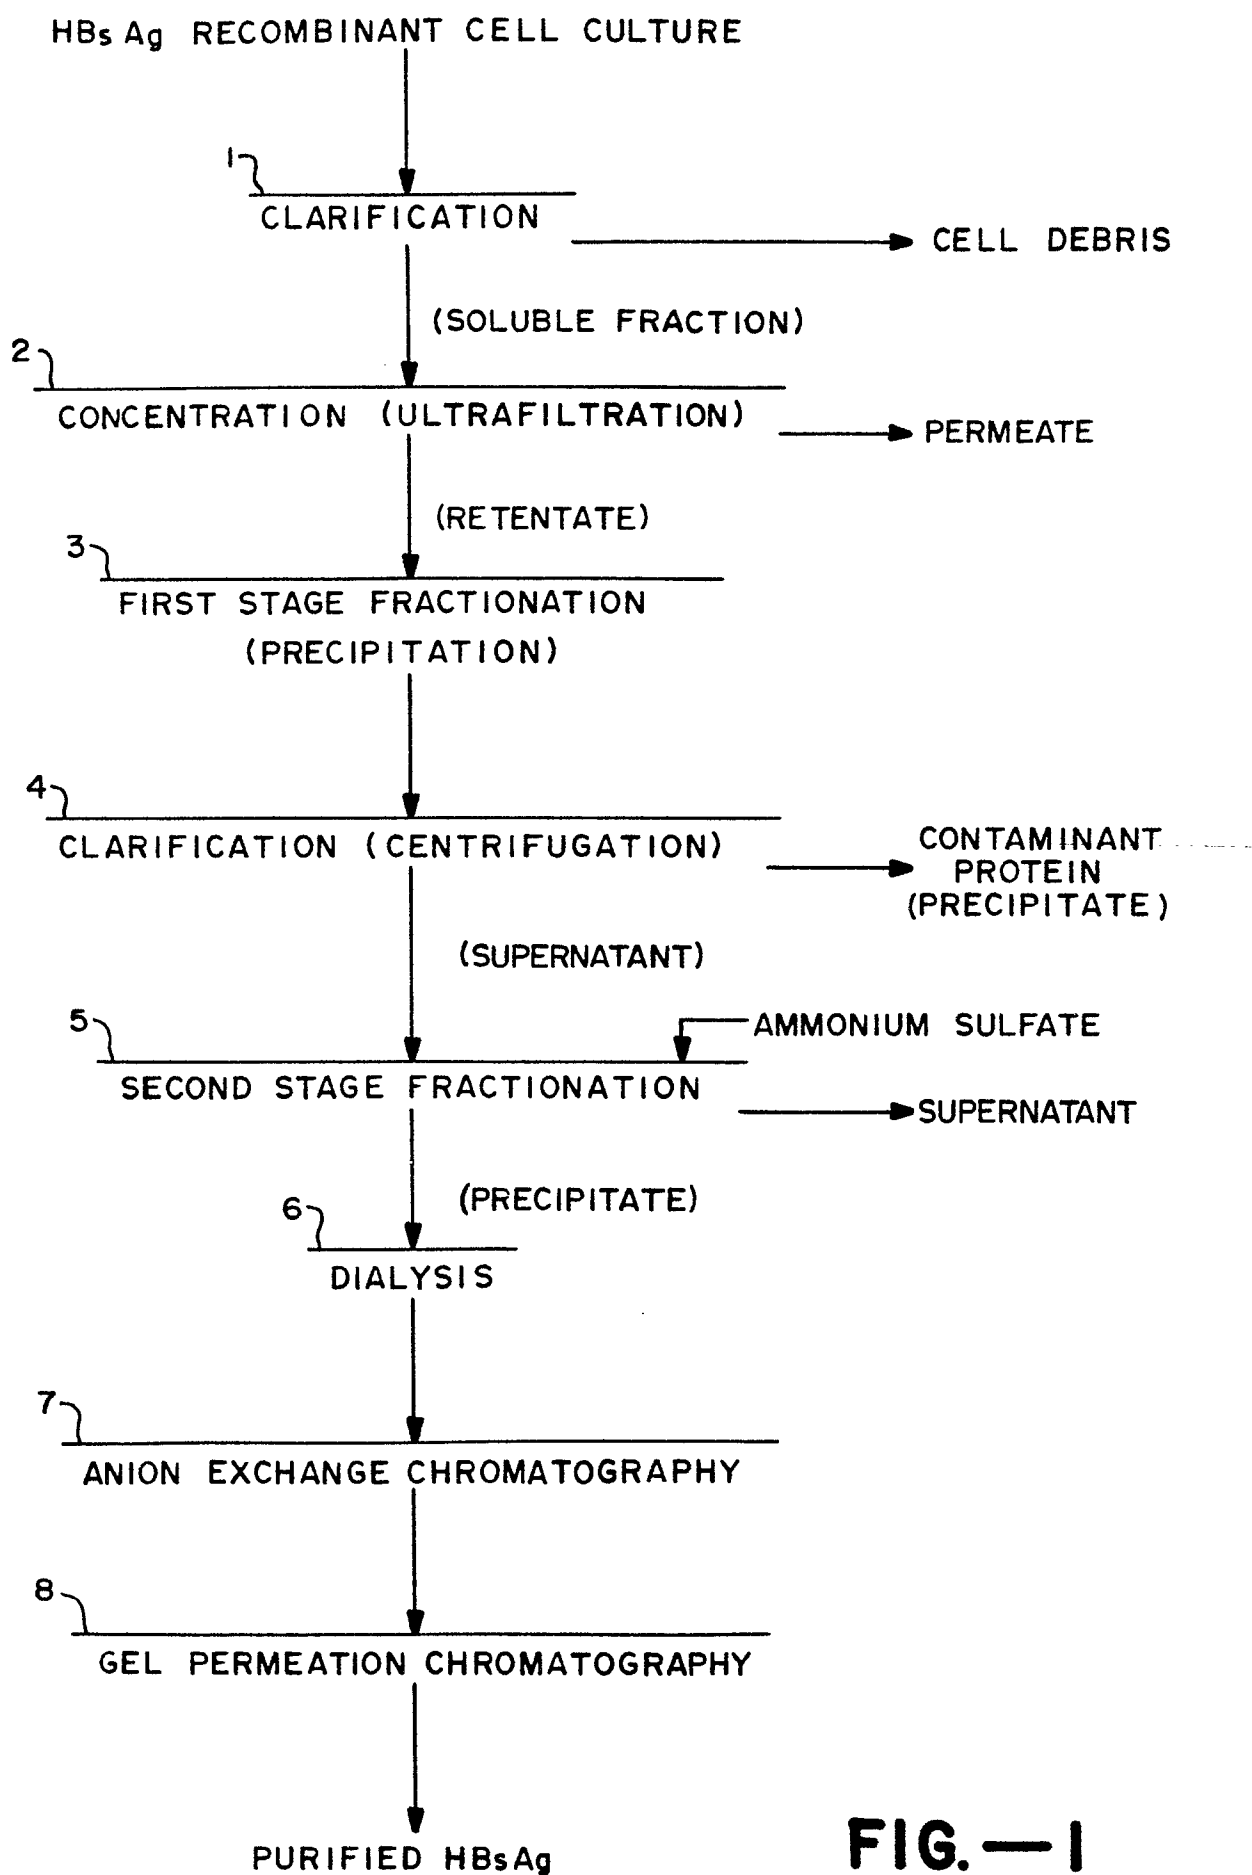 HBs Ag RECOMBINANT CELL CULTURE
1
CLARIFICATION
CELL DEBRIS
(SOLUBLE FRACTION)
2
CONCENTRATION (ULTRAFILTRATION)
PERMEATE
(RETENTATE)
3
FIRST STAGE FRACTIONATION
(PRECIPITATION)
4
CLARIFICATION (CENTRIFUGATION)
CONTAMINANT
PROTEIN
(PRECIPITATE)
(SUPERNATANT)
5
AMMONIUM SULFATE
SECOND STAGE FRACTIONATION
SUPERNATANT
(PRECIPITATE)
6
DIALYSIS
7
ANION EXCHANGE CHROMATOGRAPHY
8
GEL PERMEATION CHROMATOGRAPHY
PURIFIED HBsAg
FIG.—1